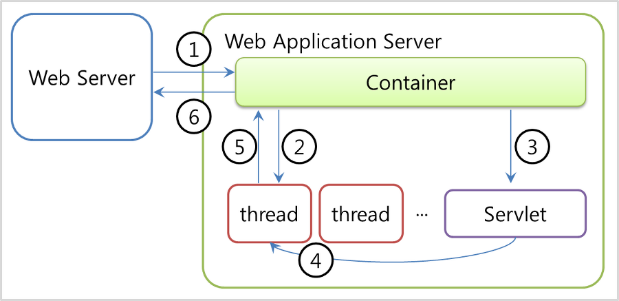 Web Application Server
Web Server
1
Container
6
5
2
3
thread
thread
...
Servlet
4